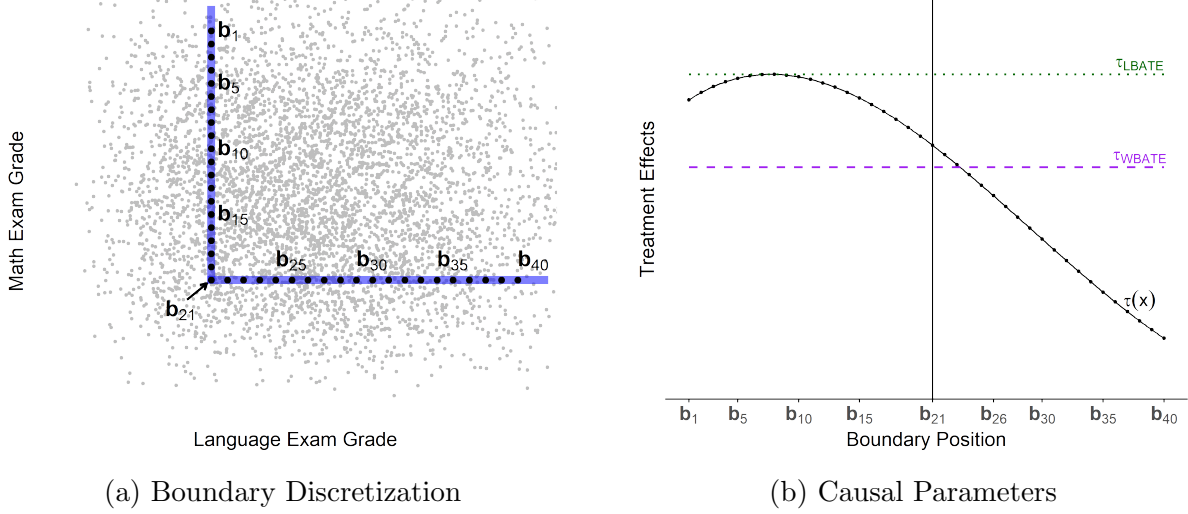 Math Exam Grade
b1
b5
b10
b15
b25 b30 b35 b40
b21
Language Exam Grade
(a) Boundary Discretization
Treatment Effects
τLBATE
τWBATE
τ(x)
b1 b5 b10 b15 b21 b26 b30 b35 b40
Boundary Position
(b) Causal Parameters